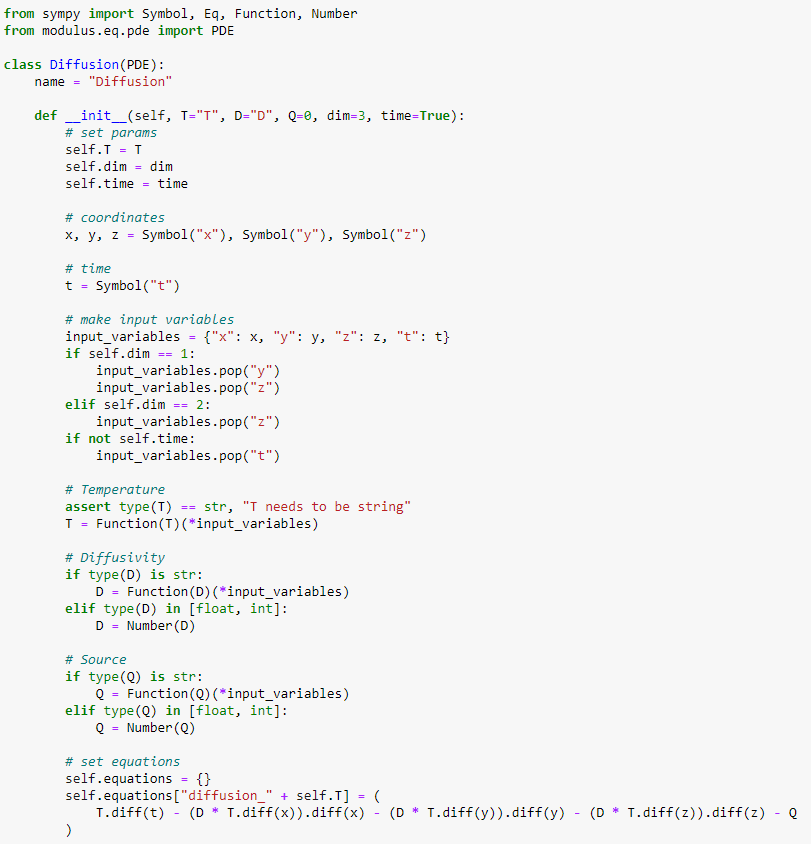 from sympy import Symbol, Eq, Function, Number
from modulus.eq.pde import PDE

class Diffusion(PDE):
    name = "Diffusion"

    def __init__(self, T="T", D="D", Q=0, dim=3, time=True):
        # set params
        self.T = T
        self.dim = dim
        self.time = time

        # coordinates
        x, y, z = Symbol("x"), Symbol("y"), Symbol("z")

        # time
        t = Symbol("t")

        # make input variables
        input_variables = {"x": x, "y": y, "z": z, "t": t}
        if self.dim == 1:
            input_variables.pop("y")
            input_variables.pop("z")
        elif self.dim == 2:
            input_variables.pop("z")
        if not self.time:
            input_variables.pop("t")

        # Temperature
        assert type(T) == str, "T needs to be string"
        T = Function(T)(*input_variables)

        # Diffusivity
        if type(D) is str:
            D = Function(D)(*input_variables)
        elif type(D) in [float, int]:
            D = Number(D)

        # Source
        if type(Q) is str:
            Q = Function(Q)(*input_variables)
        elif type(Q) in [float, int]:
            Q = Number(Q)

        # set equations
        self.equations = {}
        self.equations["diffusion_" + self.T] = (
            T.diff(t) - (D * T.diff(x)).diff(x) - (D * T.diff(y)).diff(y) - (D * T.diff(z)).diff(z) - Q
        )